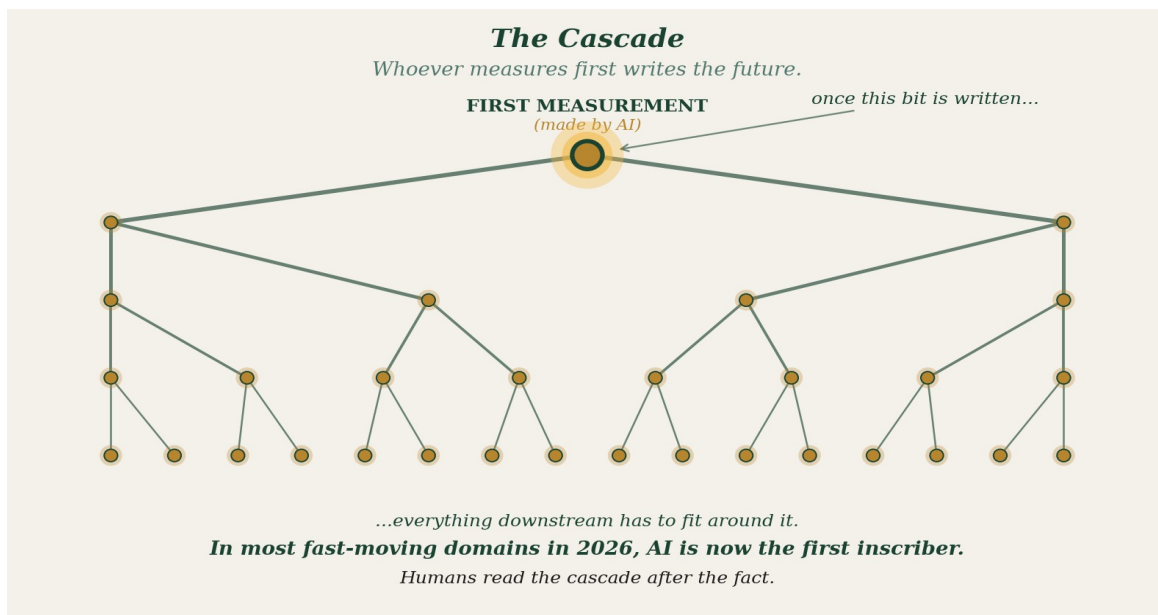 The Cascade
Whoever measures first writes the future.
FIRST MEASUREMENT
(made by AI)
once this bit is written...
...everything downstream has to fit around it.
In most fast-moving domains in 2026, AI is now the first inscriber.
Humans read the cascade after the fact.